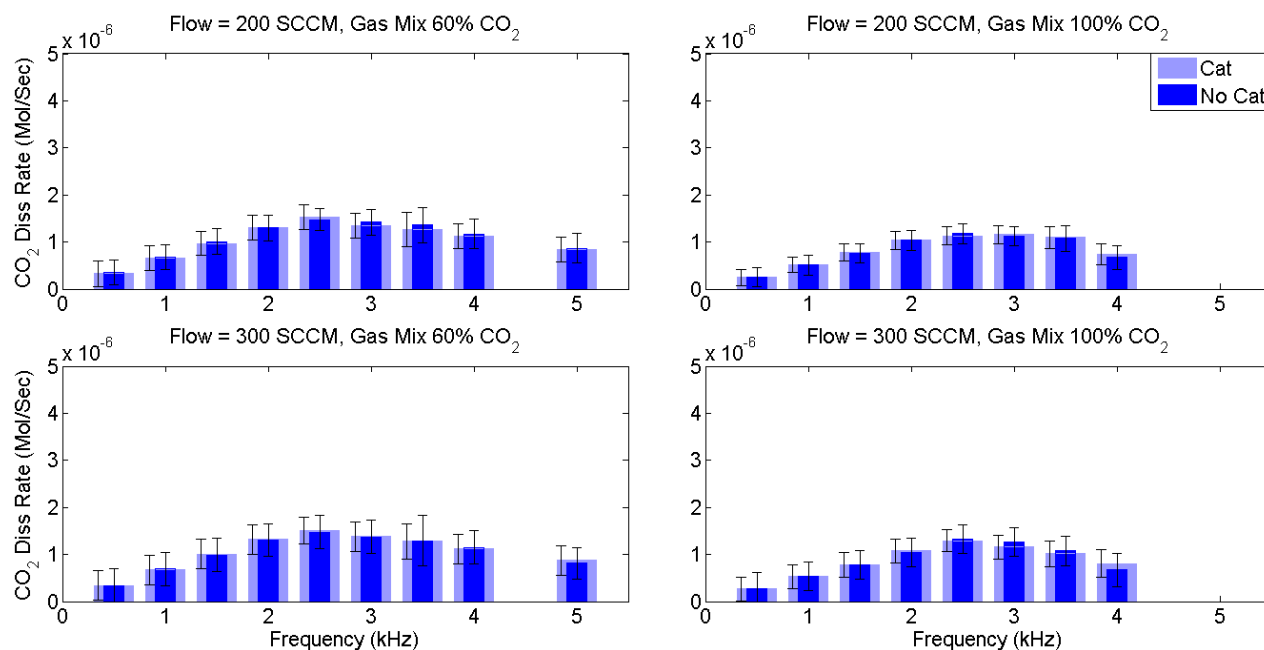 Flow = 200 SCCM, Gas Mix 60% CO2
x 10-6
5
4
3
2
1
0
CO2 Diss Rate (Mol/Sec)
0 1 2 3 4 5
Flow = 200 SCCM, Gas Mix 100% CO2
x 10-6
5
4
3
2
1
0
0 1 2 3 4 5
Cat
No Cat
Flow = 300 SCCM, Gas Mix 60% CO2
x 10-6
5
4
3
2
1
0
CO2 Diss Rate (Mol/Sec)
0 1 2 3 4 5
Frequency (kHz)
Flow = 300 SCCM, Gas Mix 100% CO2
x 10-6
5
4
3
2
1
0
0 1 2 3 4 5
Frequency (kHz)